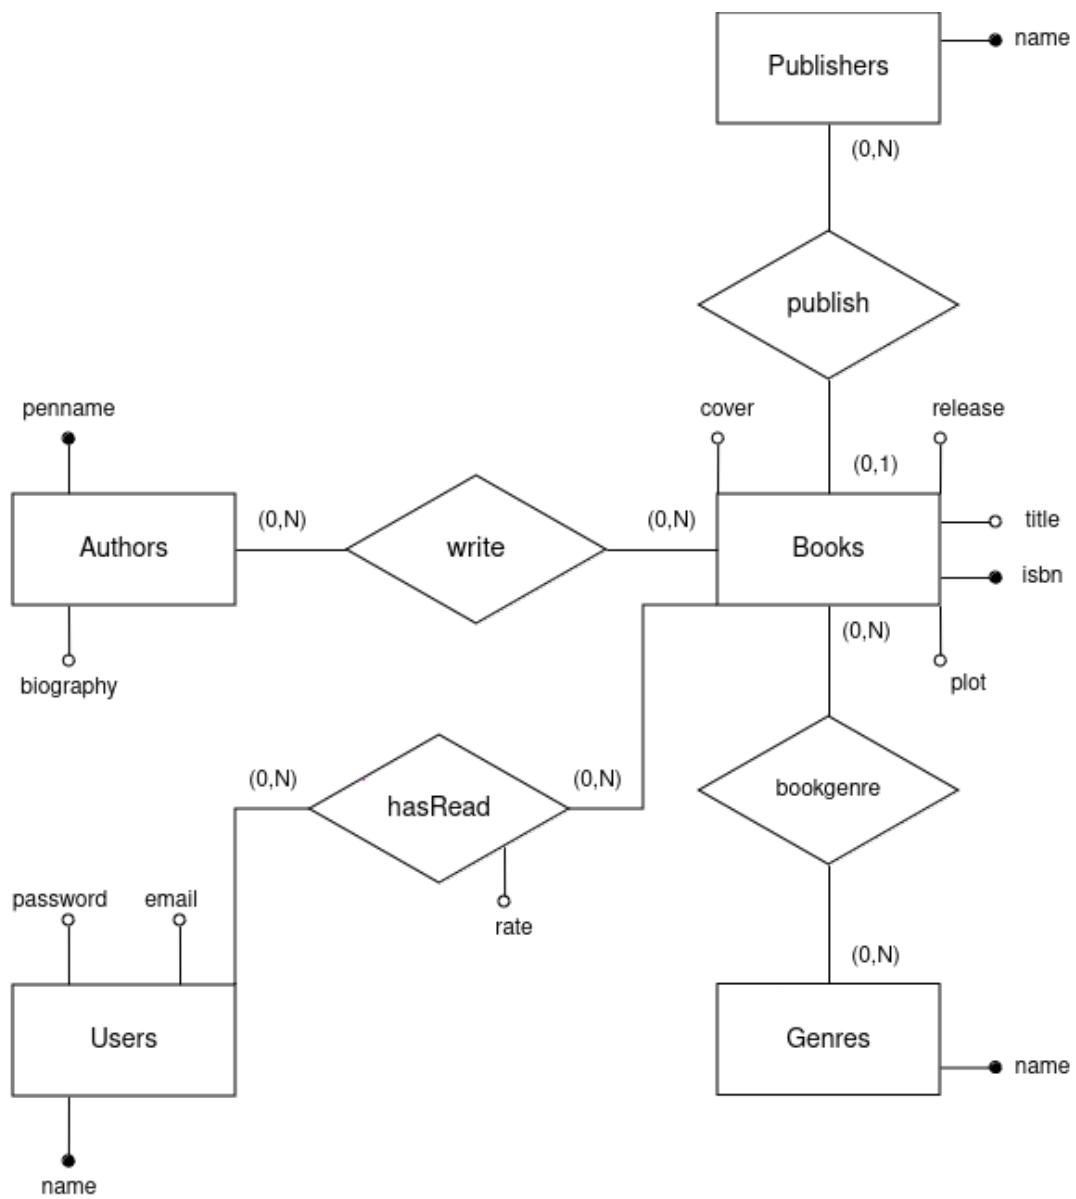 name
Publishers
(0,N)
publish
penname
cover
release
(0,1)
(0,N)
(0,N)
title
Authors
write
Books
isbn
(0,N)
biography
plot
(0,N)
(0,N)
bookgenre
hasRead
password
email
rate
(0,N)
Users
Genres
name
name